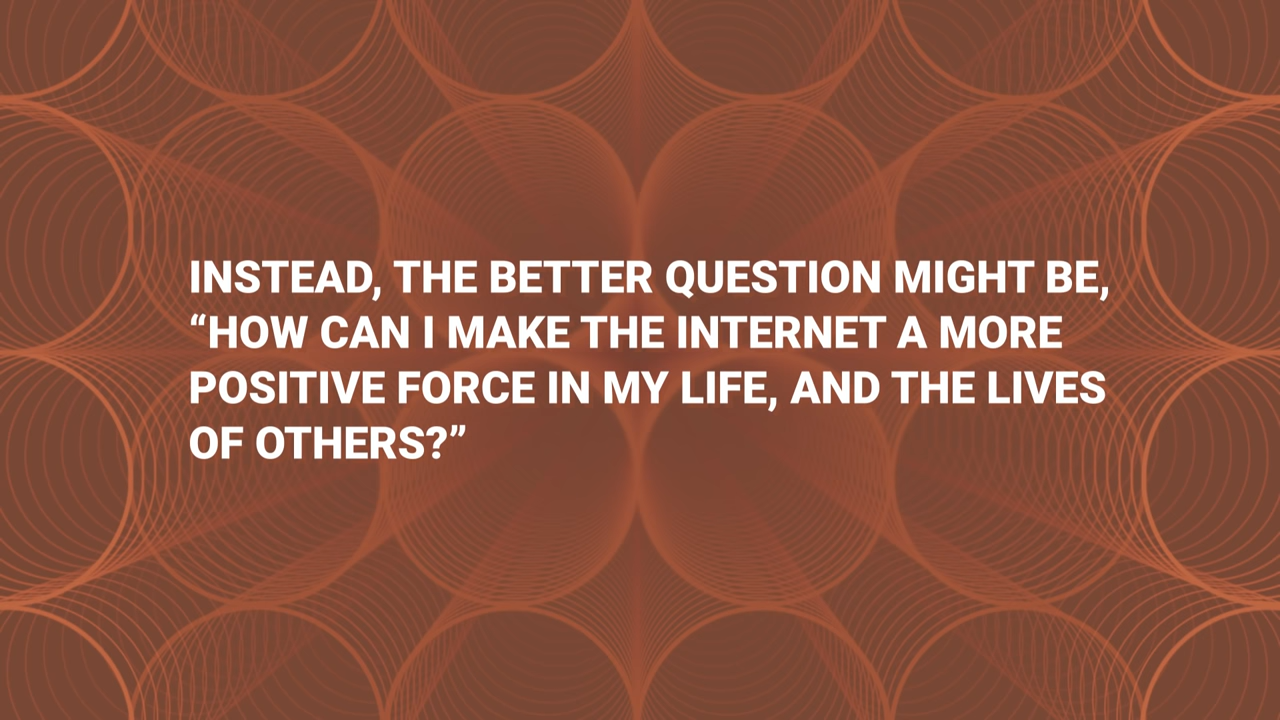 INSTEAD, THE BETTER QUESTION MIGHT BE,
“HOW CAN I MAKE THE INTERNET A MORE
POSITIVE FORCE IN MY LIFE, AND THE LIVES
OF OTHERS?”